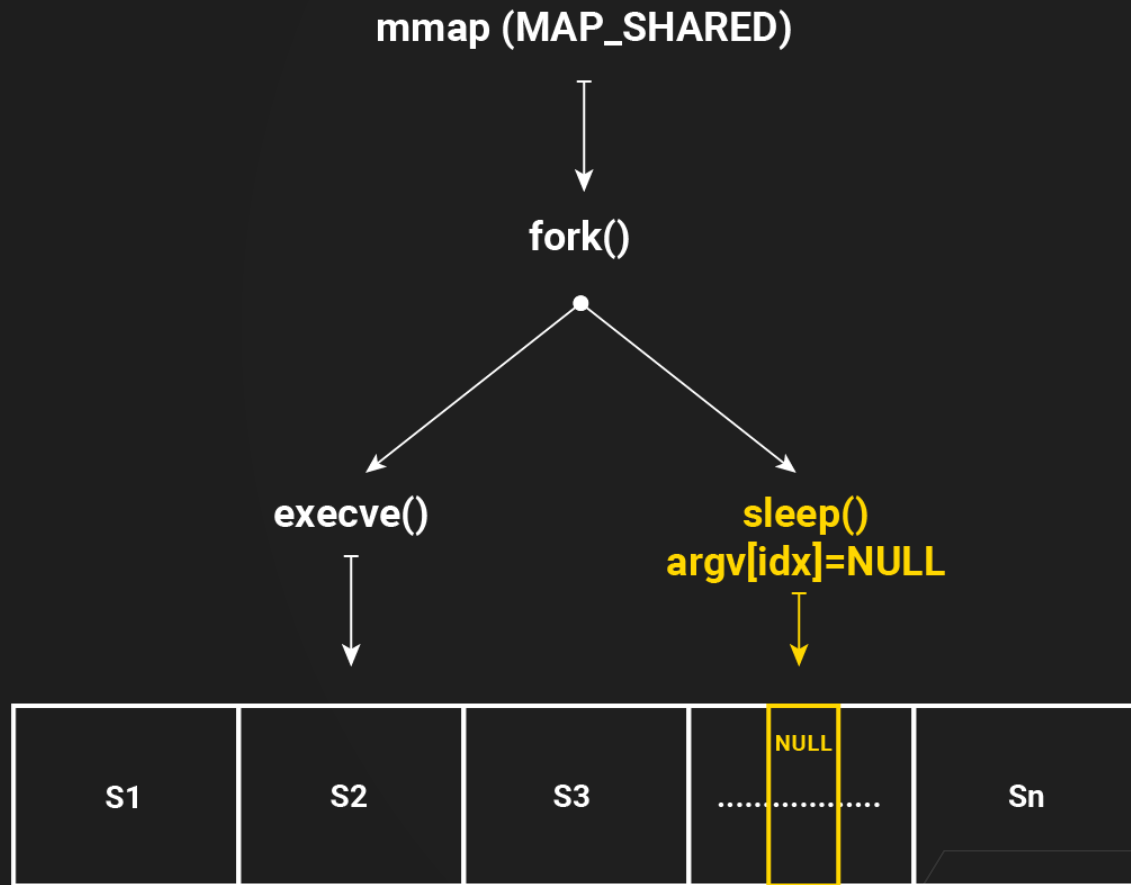 mmap (MAP_SHARED)
fork()
execve()
sleep()
argv[idx]=NULL
NULL
S1
S2
S3
..................
Sn